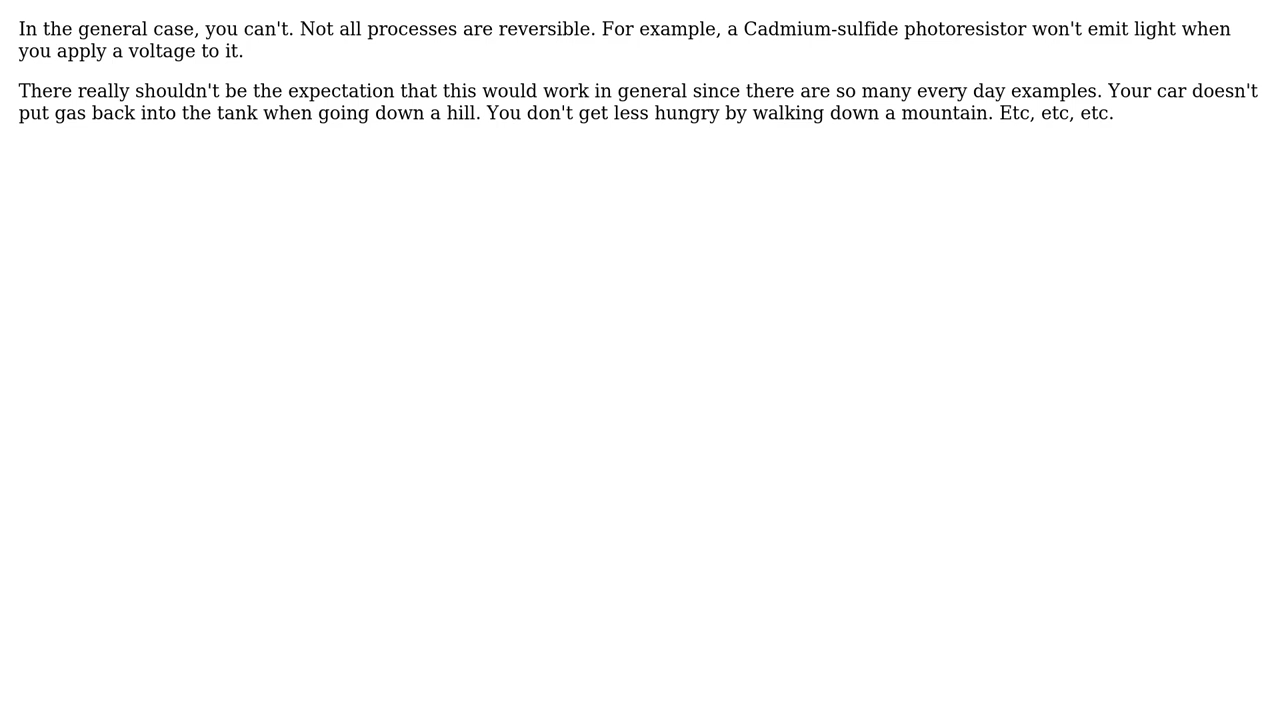 In the general case, you can't. Not all processes are reversible. For example, a Cadmium-sulfide photoresistor won't emit light when
you apply a voltage to it.
There really shouldn't be the expectation that this would work in general since there are so many every day examples. Your car doesn't
put gas back into the tank when going down a hill. You don't get less hungry by walking down a mountain. Etc, etc, etc.